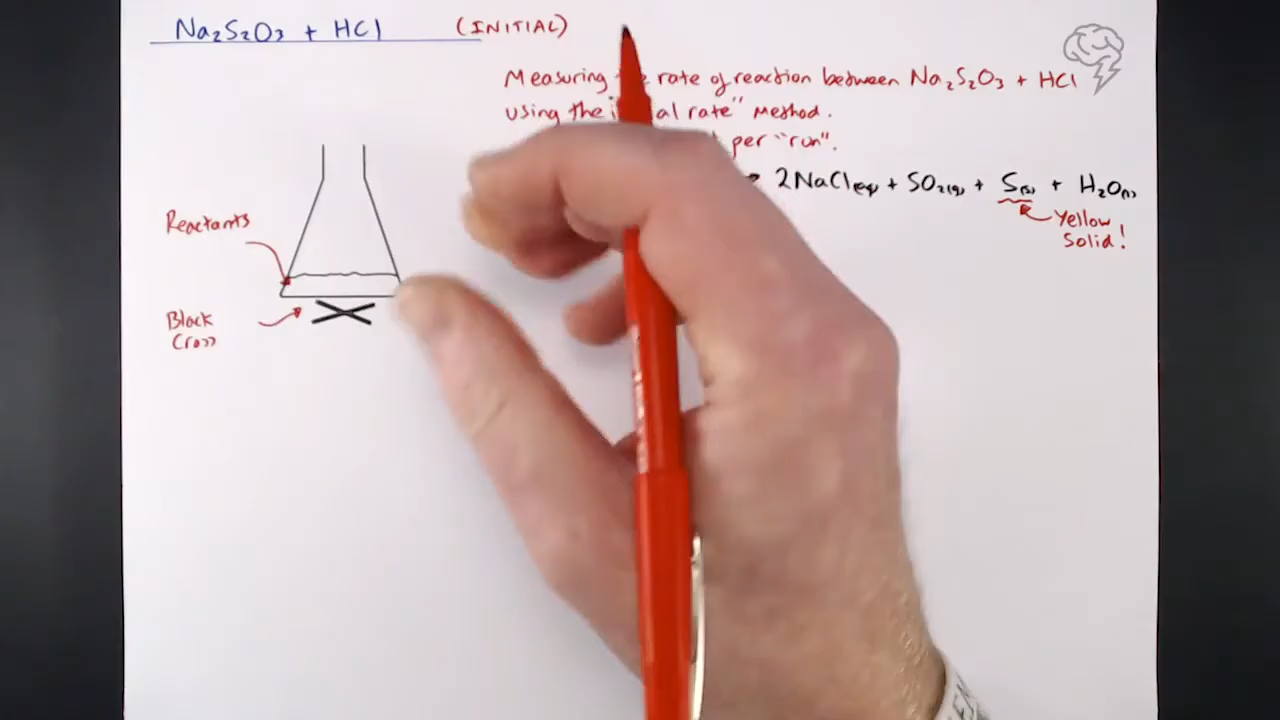 Na₂S₂O₃ + HCl (INITIAL)
Measuring rate of reaction between Na₂S₂O₃ + HCl
using the rate" method.
per "run".
2NaCl(aq) + SO₂(g) + S(s) + H₂O(l)
Yellow
Solid!
Reactants
Black
Cross